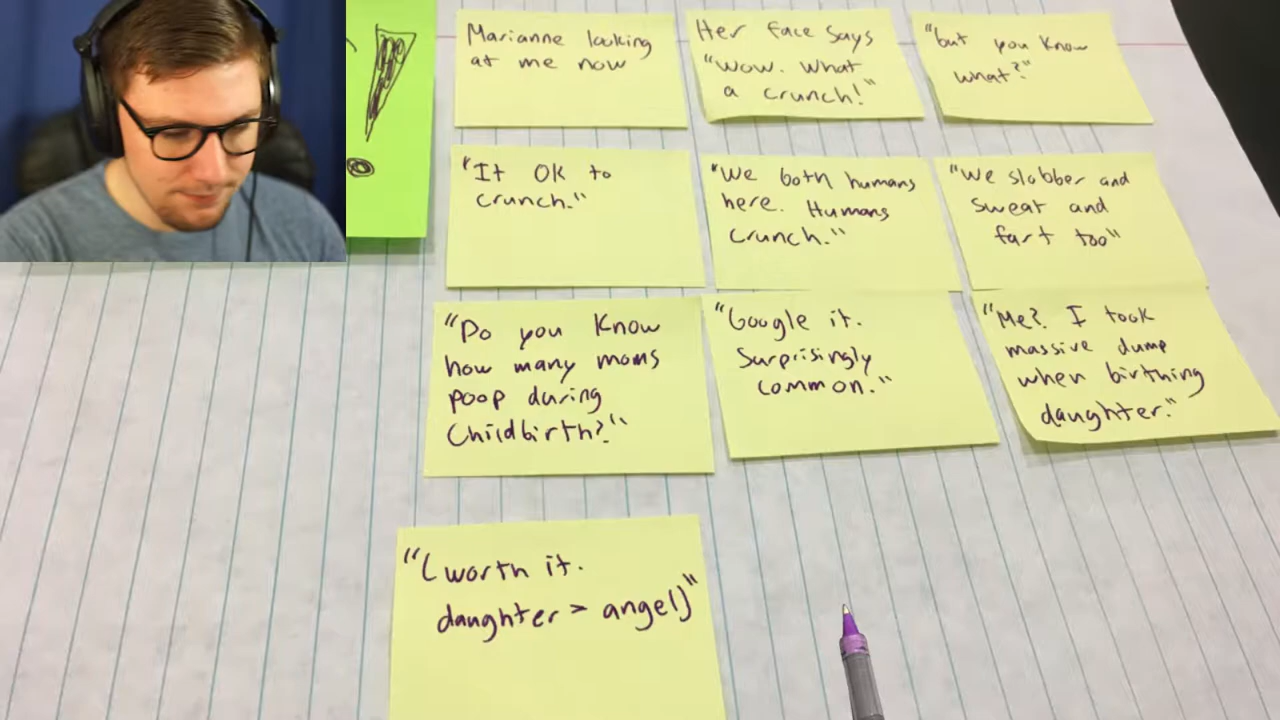 Marianne looking
at me now
Her face says
"wow. what
a crunch!"
"but you know
what?"
"It OK to
crunch."
"We both humans
here. Humans
crunch."
"We slobber and
sweat and
fart too"
"Do you know
how many moms
poop during
Childbirth?"
"Google it.
Surprisingly
common."
"Me? I took
massive dump
when birthing
daughter."
"(worth it.
daughter > angel)"